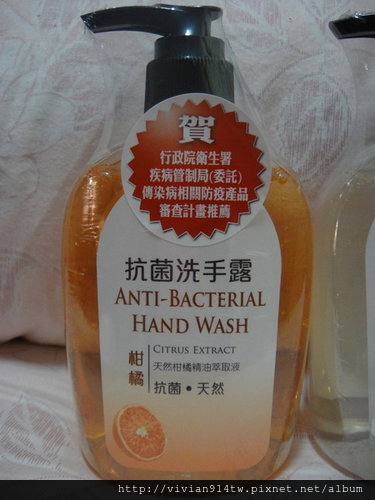 賀
行政院衛生署
疾病管制局(委託)
傳染病相關防疫產品
審查計畫推薦
抗菌洗手露
ANTI-BACTERIAL
HAND WASH
柑橘
CITRUS EXTRACT
天然柑橘精油萃取液
抗菌・天然
http://vivian914tw.pixnet.net/album